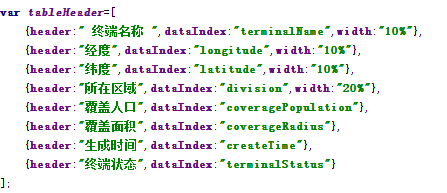 var tableHeader=[
{header:" 终端名称 ",dataIndex:"terminalName",width:"10%"},
{header:"经度",dataIndex:"longitude",width:"10%"},
{header:"纬度",dataIndex:"latitude",width:"10%"},
{header:"所在区域",dataIndex:"division",width:"20%"},
{header:"覆盖人口",dataIndex:"coveragePopulation"},
{header:"覆盖面积",dataIndex:"coverageRadius"},
{header:"生成时间",dataIndex:"createTime"},
{header:"终端状态",dataIndex:"terminalStatus"}
];